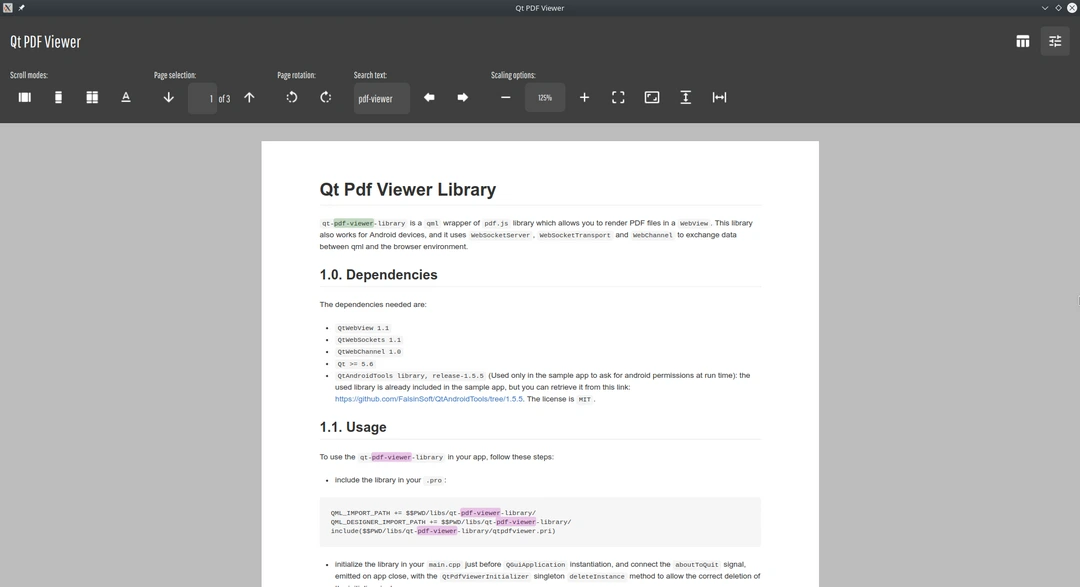 Qt PDF Viewer
Qt PDF Viewer
Scroll modes:
Page selection:
Page rotation:
Search text:
Scaling options:
1 of 3
pdf-viewer
125%
Qt Pdf Viewer Library
qt-pdf-viewer-library is a qml wrapper of pdf.js library which allows you to render PDF files in a WebView. This library
also works for Android devices, and it uses WebSocketServer, WebSocketTransport and WebChannel to exchange data
between qml and the browser environment.
1.0. Dependencies
The dependencies needed are:
• QtWebView 1.1
• QtWebSockets 1.1
• QtWebChannel 1.0
• Qt >= 5.6
• QtAndroidTools library, release-1.5.5 (Used only in the sample app to ask for android permissions at run time): the
used library is already included in the sample app, but you can retrieve it from this link:
https://github.com/FalsinSoft/QtAndroidTools/tree/1.5.5. The license is MIT.
1.1. Usage
To use the qt-pdf-viewer-library in your app, follow these steps:
• include the library in your .pro:
QML_IMPORT_PATH += $$PWD/libs/qt-pdf-viewer-library/
QML_DESIGNER_IMPORT_PATH += $$PWD/libs/qt-pdf-viewer-library/
include($$PWD/libs/qt-pdf-viewer-library/qtpdfviewer.pri)
• initialize the library in your main.cpp just before QGuiApplication instantiation, and connect the aboutToQuit signal,
emitted on app close, with the QtPdfViewerInitializer singleton deleteInstance method to allow the correct deletion of